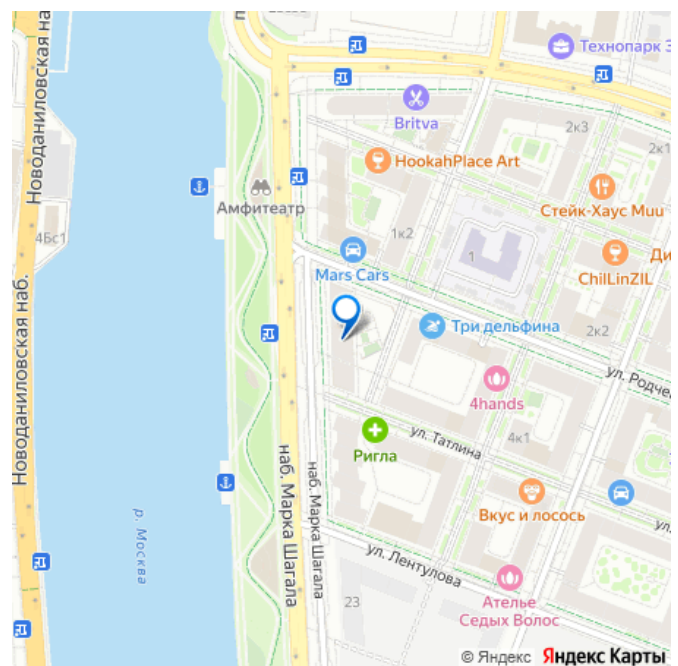 Новоданиловская наб.
Технопарк З
Britva
2к3
2к1
HookahPlace Art
Стейк-Хаус Muu
Амфитеатр
4Бс1
1к2
1
Ди
ChilLinZIL
Mars Cars
Новоданиловская наб.
Три дельфина
2к2
ул. Родче
4hands
ул. Татлина
4к1
Ригла
наб. Марка Шагала
наб. Марка Шагала
Вкус и лосось
ул.
р. Москва
ул. Лентулова
23
Ателье
Седых Волос
© Яндекс Яндекс Карты